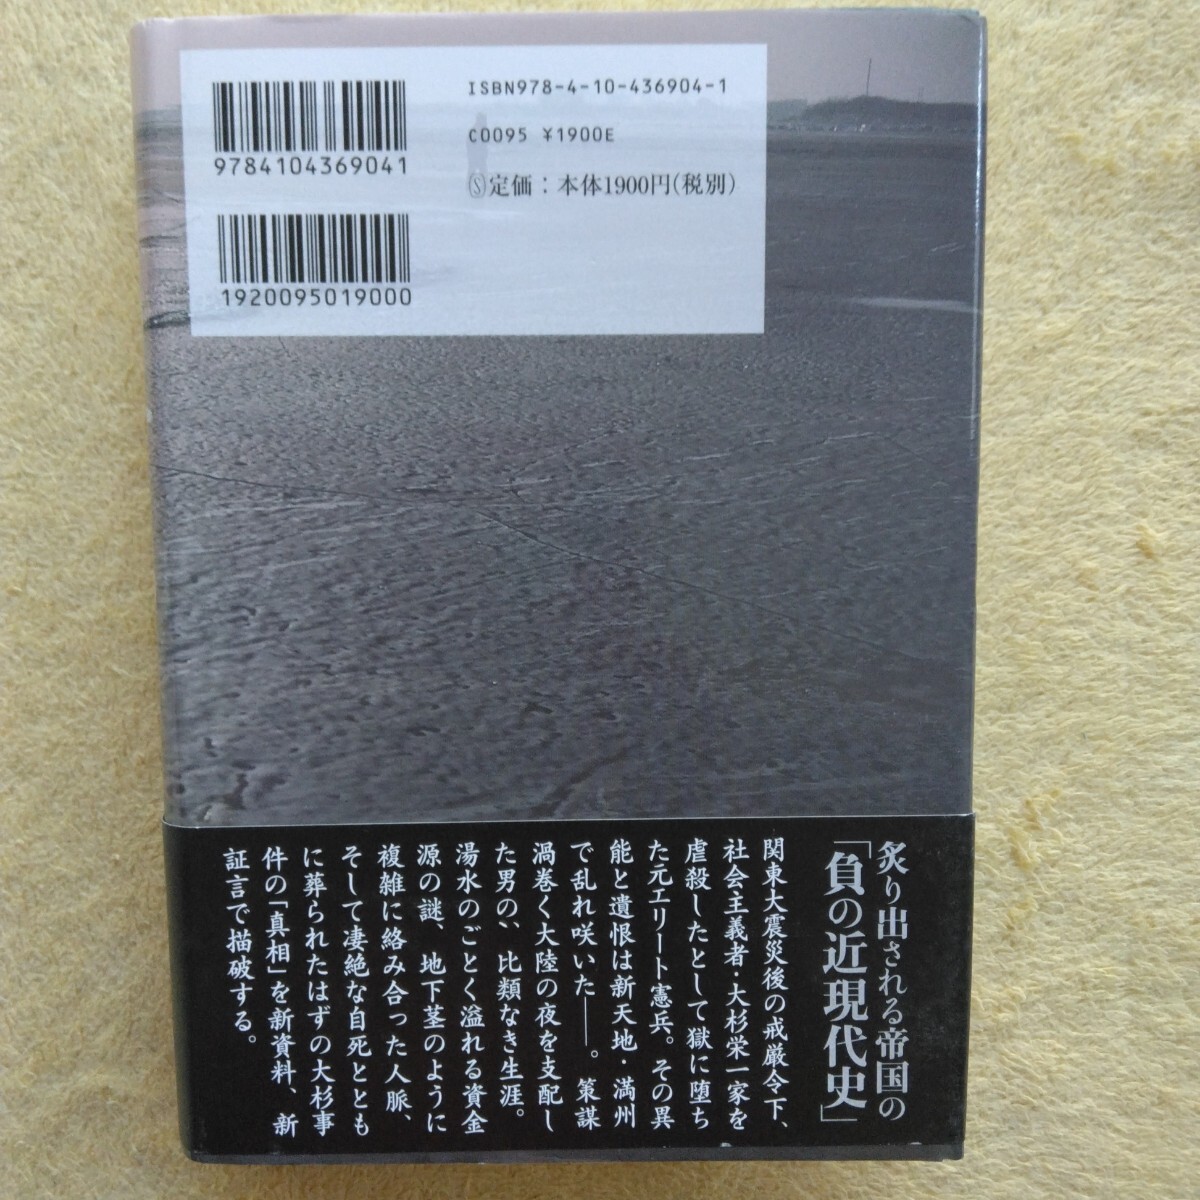 ISBN978-4-10-436904-1
C0095 ¥1900E
Ⓢ定価：本体1900円(税別)
9784104369041
1920095019000
炙り出される帝国の
「負の近現代史」
関東大震災後の戒厳令下、
社会主義者・大杉栄一家を
虐殺したとして獄に堕ち
た元エリート憲兵。その異
能と遺恨は新天地・満州
で乱れ咲いた――。策謀
渦巻く大陸の夜を支配し
た男の、比類なき生涯。
湯水のごとく溢れる資金
源の謎、地下茎のように
複雑に絡み合った人脈、
そして凄絶な自死ととも
に葬られたはずの大杉事
件の「真相」を新資料、新
証言で描破する。